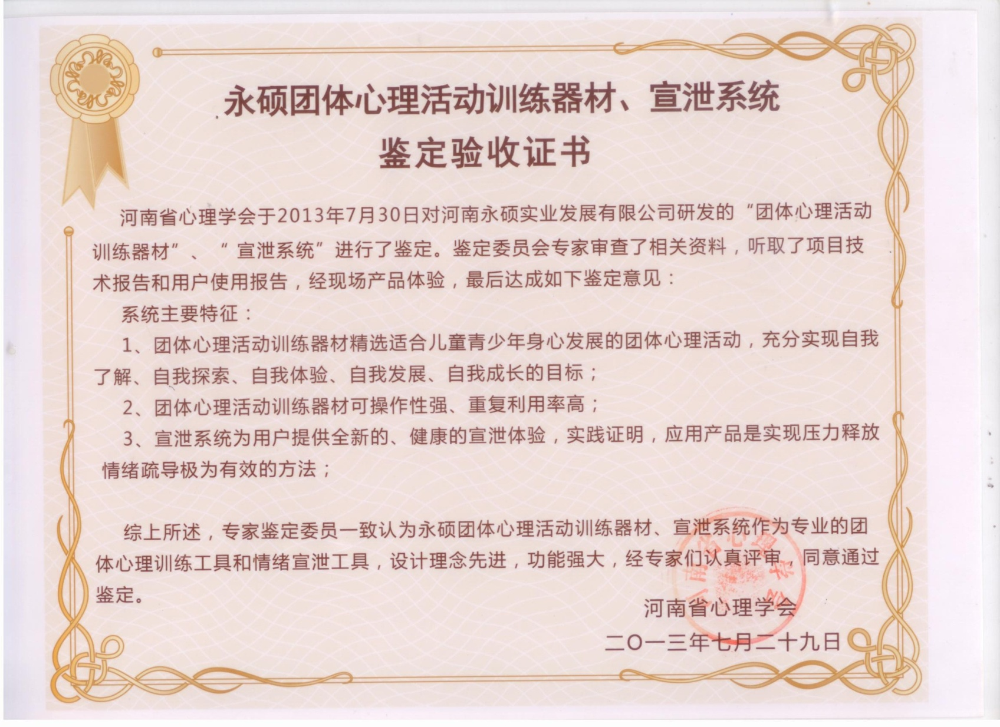 永硕团体心理活动训练器材、宣泄系统
鉴定验收证书
河南省心理学会于2013年7月30日对河南永硕实业发展有限公司研发的“团体心理活动
训练器材”、“宣泄系统”进行了鉴定。鉴定委员会专家审查了相关资料，听取了项目技
术报告和用户使用报告，经现场产品体验，最后达成如下鉴定意见：
系统主要特征：
1、团体心理活动训练器材精选适合儿童青少年身心发展的团体心理活动，充分实现自我
了解、自我探索、自我体验、自我发展、自我成长的目标；
2、团体心理活动训练器材可操作性强、重复利用率高；
3、宣泄系统为用户提供全新的、健康的宣泄体验，实践证明，应用产品是实现压力释放
情绪疏导极为有效的方法；
综上所述，专家鉴定委员一致认为永硕团体心理活动训练器材、宣泄系统作为专业的团
体心理训练工具和情绪宣泄工具，设计理念先进，功能强大，经专家们认真评审，同意通过
鉴定。
河南省心理学会
河南省心理学会
二〇一三年七月二十九日